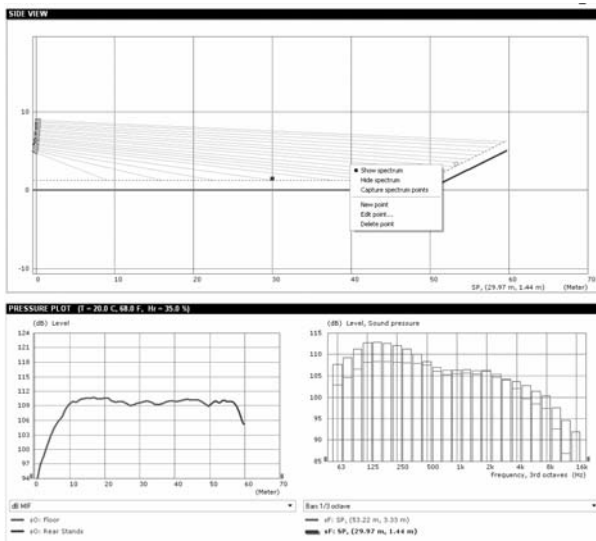 SIDE VIEW
10
0
-10
0
10
20
30
40
50
60
70
Show spectrum
Hide spectrum
Capture spectrum points
New point
Edit point...
Delete point
SP, (29.97 m, 1.44 m) (Meter)
PRESSURE PLOT (T = 20.0 C, 68.0 F, Hr = 35.0 %)
(dB) Level
124
121
118
115
112
109
106
103
100
97
94
0
10
20
30
40
50
60
70
(Meter)
(dB) Level, Sound pressure
115
110
105
100
95
90
85
63
125
250
500
1k
2k
4k
8k
16k
Frequency, 3rd octaves (Hz)
dB MIF
Bars 1/3 octave
sO: Floor
sO: Rear Stands
sF: SP, (53.22 m, 3.33 m)
sF: SP, (29.97 m, 1.44 m)